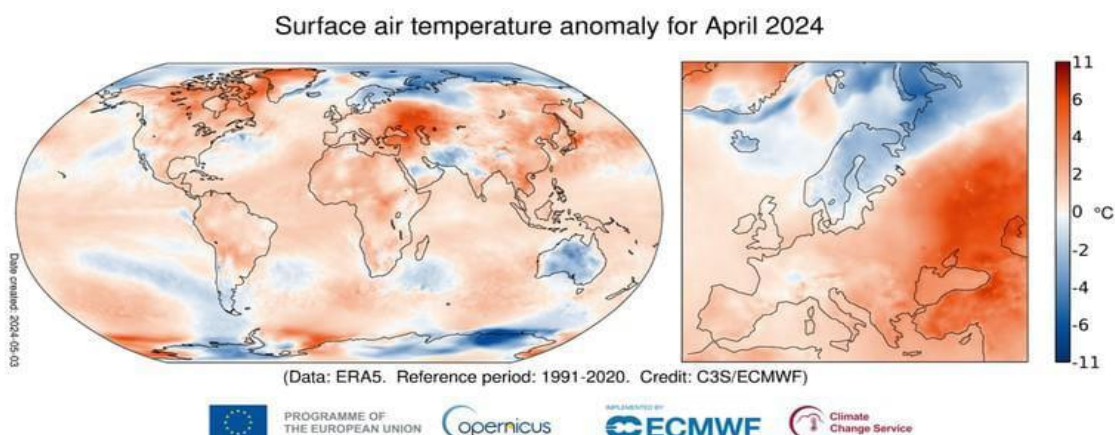 Surface air temperature anomaly for April 2024
11
6
4
2
0 °C
-2
-4
-6
-11
Date created: 2024-05-03
(Data: ERA5. Reference period: 1991-2020. Credit: C3S/ECMWF)
PROGRAMME OF
THE EUROPEAN UNION
opernicus
IMPLEMENTED BY
ECMWF
Climate
Change Service